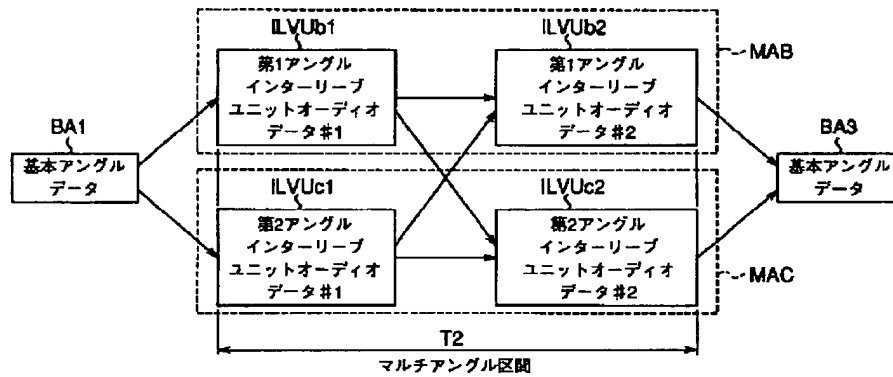 ILVUb1
ILVUb2
第1アングル
インターリーブ
ユニットオーディオ
データ#1
第1アングル
インターリーブ
ユニットオーディオ
データ#2
MAB
BA1
基本アングル
データ
BA3
基本アングル
データ
ILVUc1
ILVUc2
第2アングル
インターリーブ
ユニットオーディオ
データ#1
第2アングル
インターリーブ
ユニットオーディオ
データ#2
MAC
T2
マルチアングル区間